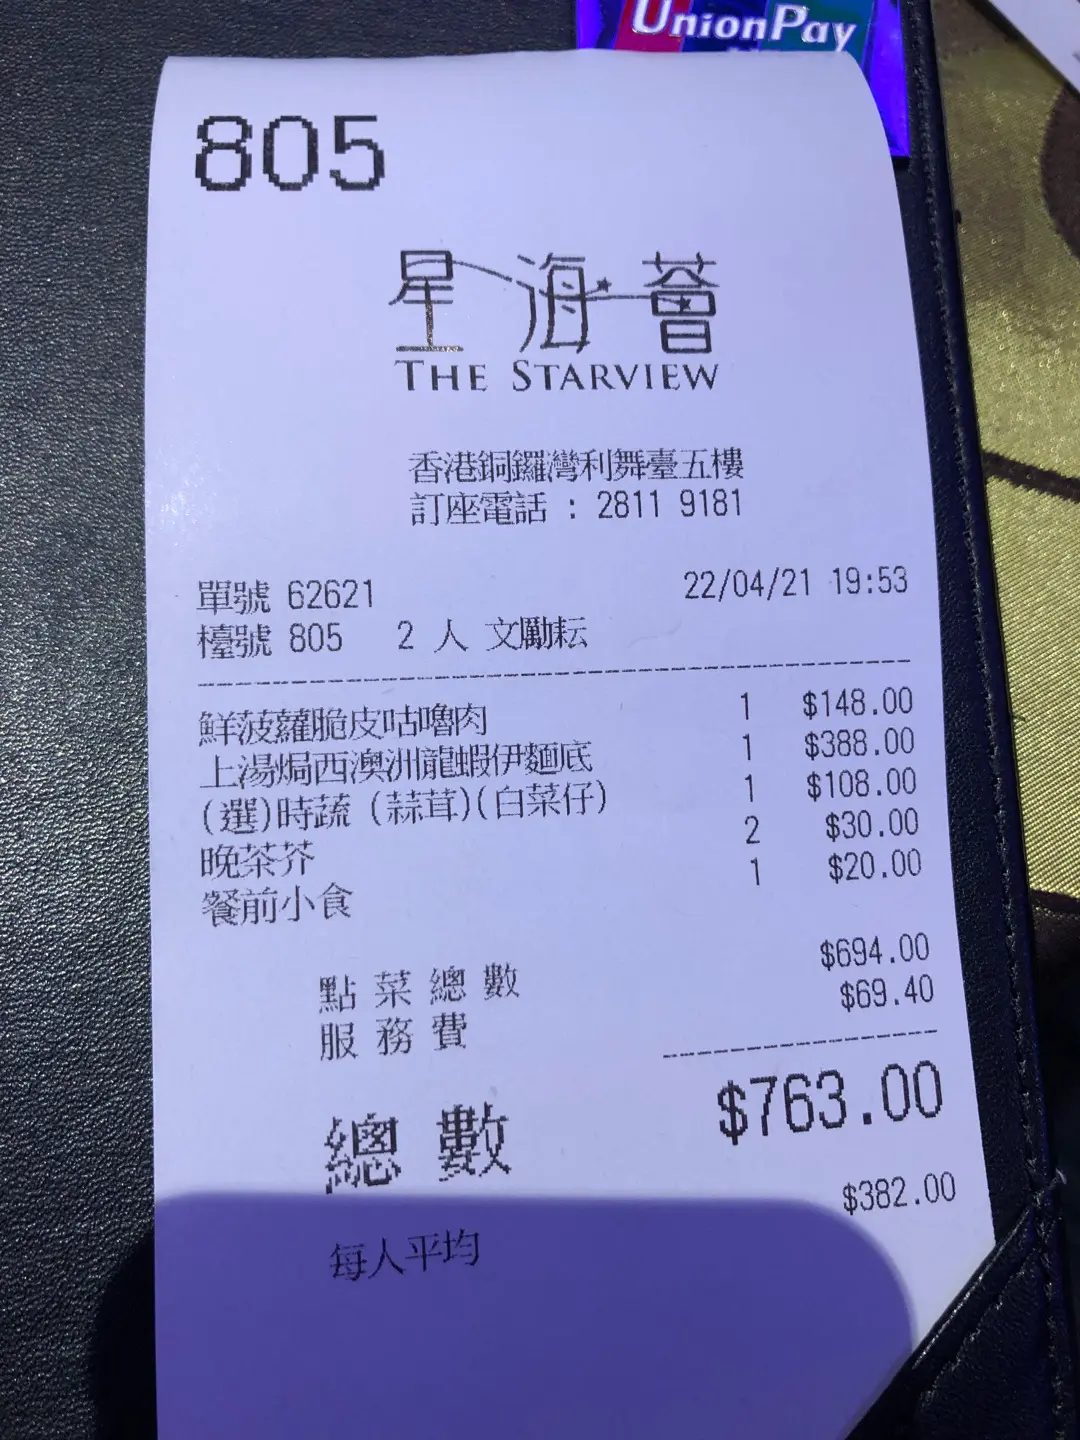 UnionPay
805
星海薈
THE STARVIEW
香港銅鑼灣利舞臺五樓
訂座電話 : 2811 9181
單號 62621 22/04/21 19:53
檯號 805 2 人 文勵耘
鮮菠蘿脆皮咕嚕肉 1 $148.00
上湯焗西澳洲龍蝦伊麵底 1 $388.00
(選)時蔬 (蒜茸)(白菜仔) 1 $108.00
晚茶芥 2 $30.00
餐前小食 1 $20.00
點菜總數 $694.00
服務費 $69.40
總數 $763.00
每人平均 $382.00